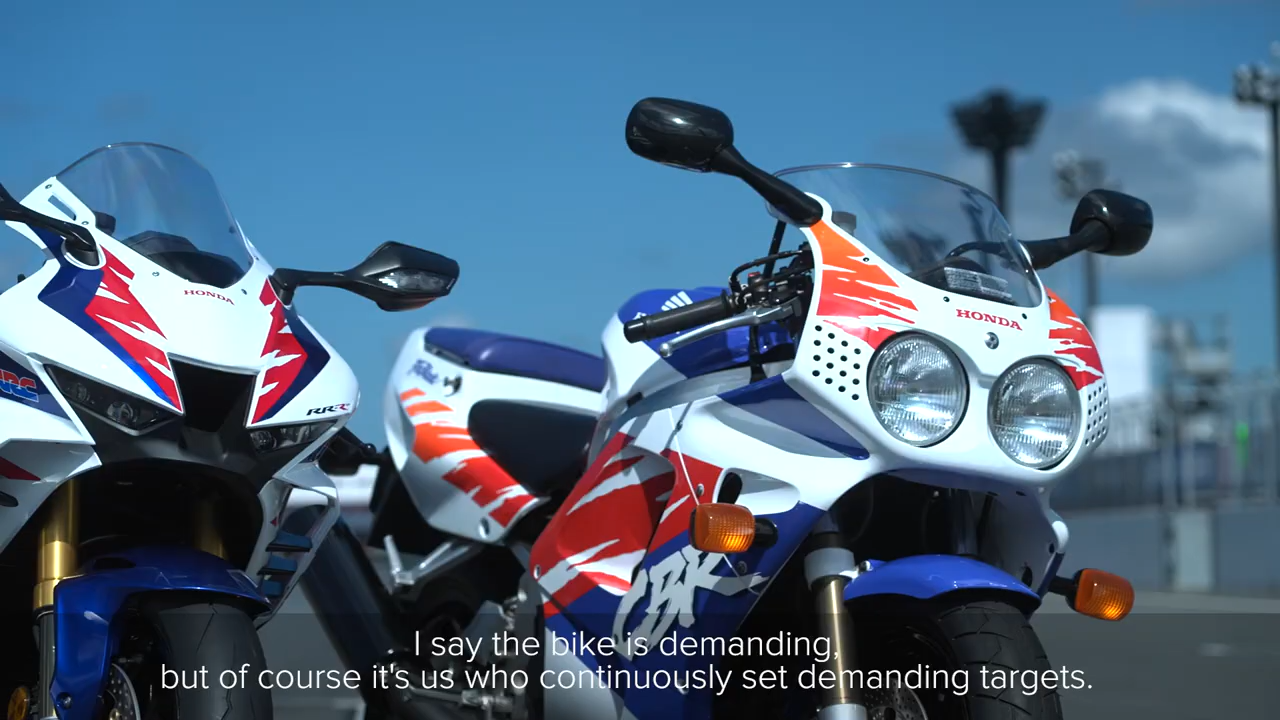 HONDA
HRC
RR-R
HONDA
CBR
I say the bike is demanding,
but of course it's us who continuously set demanding targets.